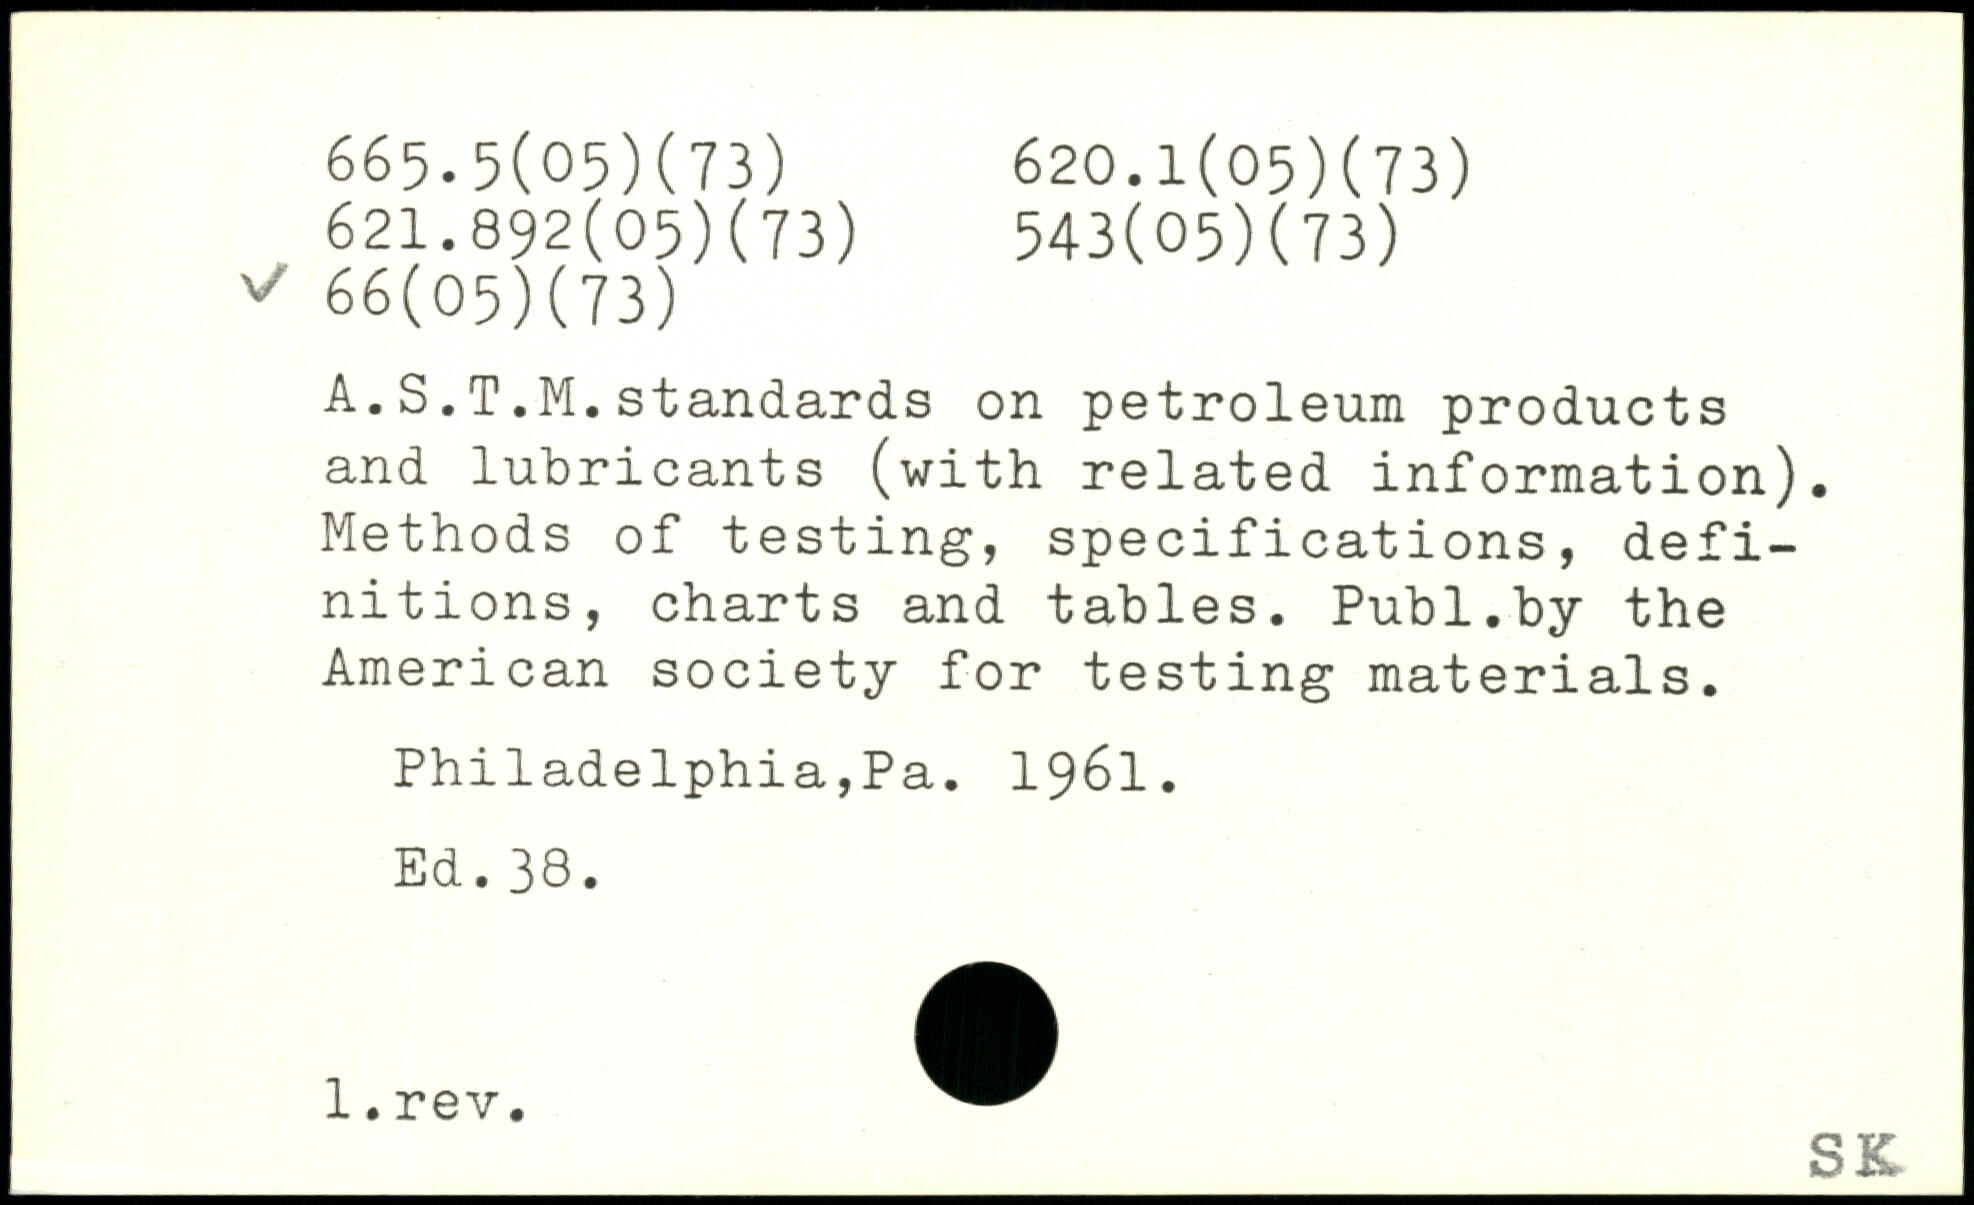 665.5(05)(73) 620.1(05)(73)
621.892(05)(73) 543(05)(73)
✓ 66(05)(73)
A.S.T.M.standards on petroleum products
and lubricants (with related information).
Methods of testing, specifications, defi-
nitions, charts and tables. Publ.by the
American society for testing materials.
Philadelphia,Pa. 1961.
Ed.38.
1.rev.
SK